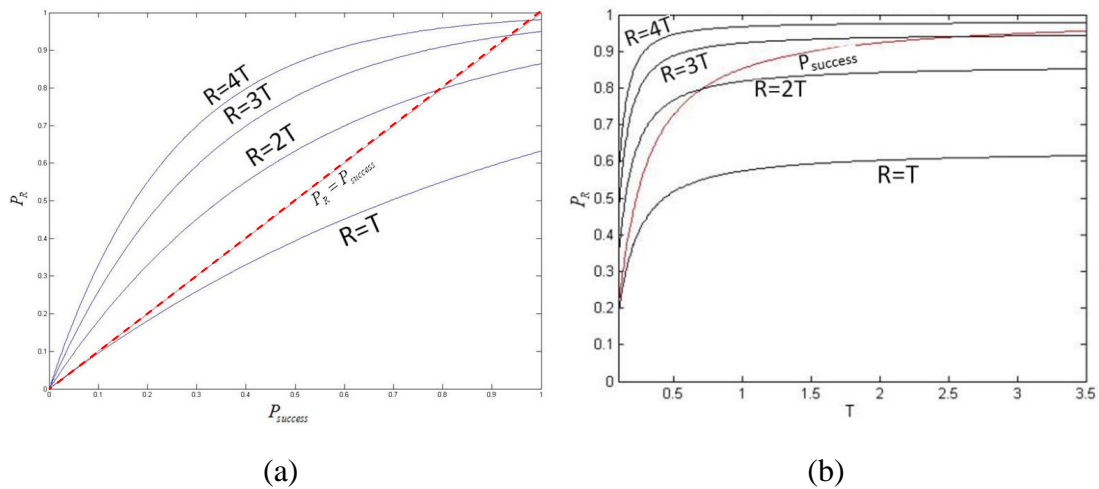 1
0.9
0.8
0.7
0.6
0.5
0.4
0.3
0.2
0.1
0
P_R
R=4T
R=3T
R=2T
P_R = P_success
R=T
0 0.1 0.2 0.3 0.4 0.5 0.6 0.7 0.8 0.9 1
P_success
(a)
1
0.9
0.8
0.7
0.6
0.5
0.4
0.3
0.2
0.1
0
P_R
R=4T
R=3T
P_success
R=2T
R=T
0.5 1 1.5 2 2.5 3 3.5
T
(b)